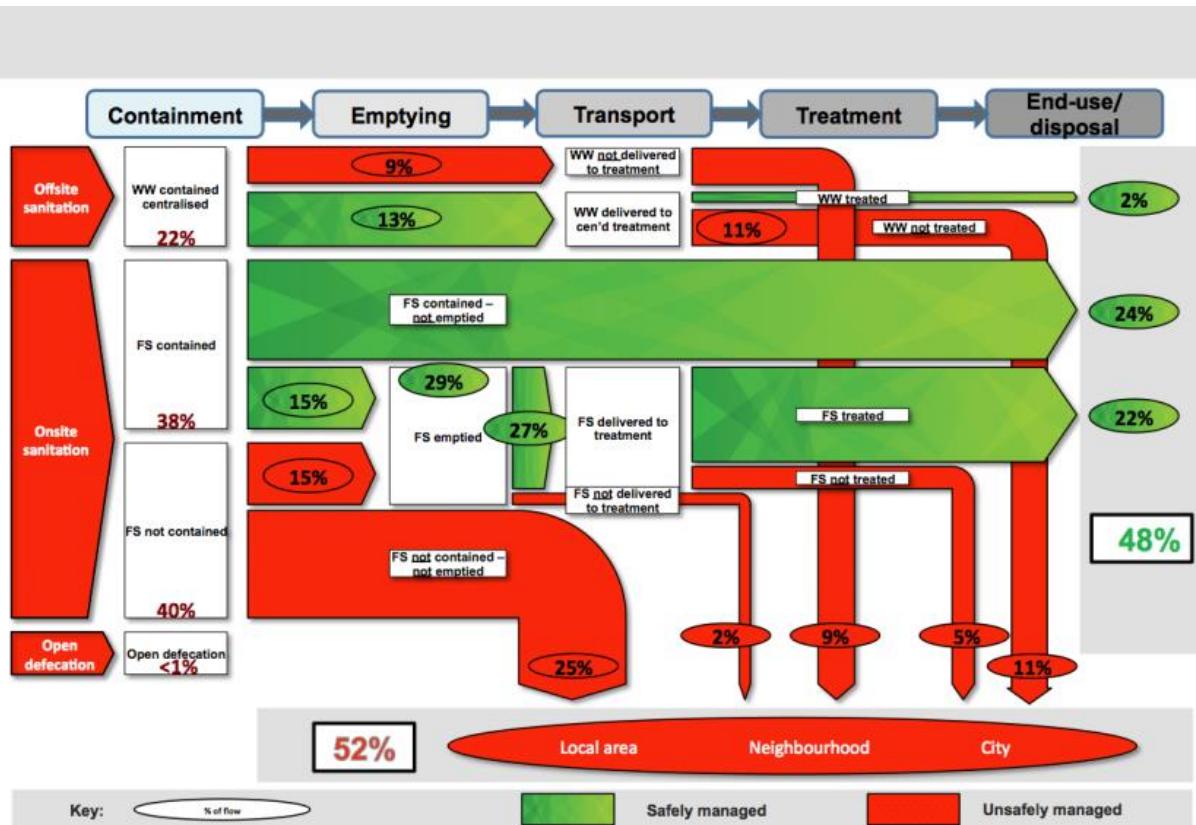 Containment
Emptying
Transport
Treatment
End-use/
disposal
Offsite
sanitation
WW contained
centralised
22%
9%
WW not delivered
to treatment
13%
WW delivered to
cen'd treatment
WW treated
11%
WW not treated
2%
Onsite
sanitation
FS contained
38%
FS contained –
not emptied
24%
15%
29%
FS emptied
27%
FS delivered to
treatment
FS treated
22%
15%
FS not delivered
to treatment
FS not treated
FS not contained
40%
FS not contained –
not emptied
48%
Open
defecation
Open defecation
<1%
25%
2%
9%
5%
11%
52%
Local area
Neighbourhood
City
Key:
% of flow
Safely managed
Unsafely managed